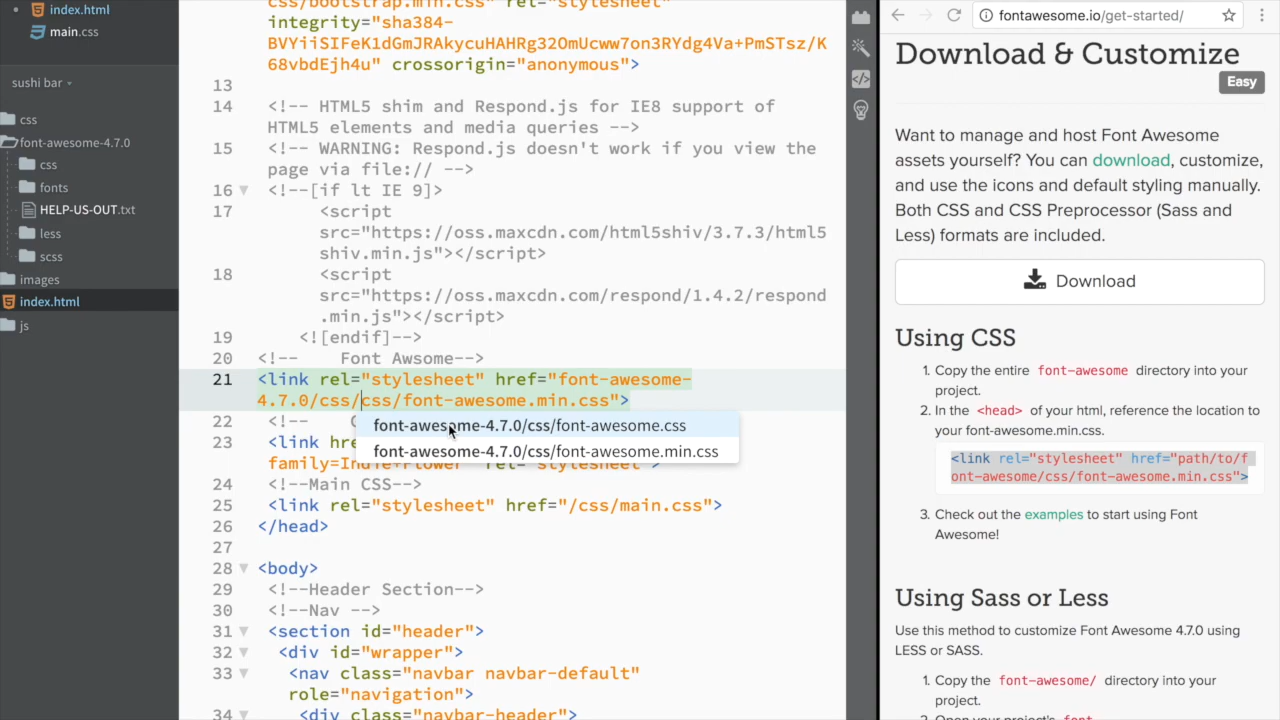 index.html
main.css
sushi bar
css
font-awesome-4.7.0
css
fonts
HELP-US-OUT.txt
less
scss
images
index.html
js
css/bootstrap.min.css" rel="stylesheet"
integrity="sha384-
BVYiiSIFeK1dGmJRAkycuHAHRg32OmUcww7on3RYdg4Va+PmSTsz/K
68vbdEjh4u" crossorigin="anonymous">
13
14 <!-- HTML5 shim and Respond.js for IE8 support of
HTML5 elements and media queries -->
15 <!-- WARNING: Respond.js doesn't work if you view the
page via file:// -->
16 <!--[if lt IE 9]>
17 <script
src="https://oss.maxcdn.com/html5shiv/3.7.3/html5
shiv.min.js"></script>
18 <script
src="https://oss.maxcdn.com/respond/1.4.2/respond
.min.js"></script>
19 <![endif]-->
20 <!-- Font Awsome-->
21 <link rel="stylesheet" href="font-awesome-
4.7.0/css/css/font-awesome.min.css">
font-awesome-4.7.0/css/font-awesome.css
font-awesome-4.7.0/css/font-awesome.min.css
22 <!-- G
23 <link hre
family=Indie+Flower" rel="stylesheet">
24 <!--Main CSS-->
25 <link rel="stylesheet" href="/css/main.css">
26 </head>
27
28 <body>
29 <!--Header Section-->
30 <!--Nav -->
31 <section id="header">
32 <div id="wrapper">
33 <nav class="navbar navbar-default"
role="navigation">
34 <div class="navbar-header">
fontawesome.io/get-started/
Download & Customize
Easy
Want to manage and host Font Awesome
assets yourself? You can download, customize,
and use the icons and default styling manually.
Both CSS and CSS Preprocessor (Sass and
Less) formats are included.
Download
Using CSS
1. Copy the entire font-awesome directory into your
project.
2. In the <head> of your html, reference the location to
your font-awesome.min.css.
<link rel="stylesheet" href="path/to/f
ont-awesome/css/font-awesome.min.css">
3. Check out the examples to start using Font
Awesome!
Using Sass or Less
Use this method to customize Font Awesome 4.7.0 using
LESS or SASS.
1. Copy the font-awesome/ directory into your
project.
2. Open your project's font-